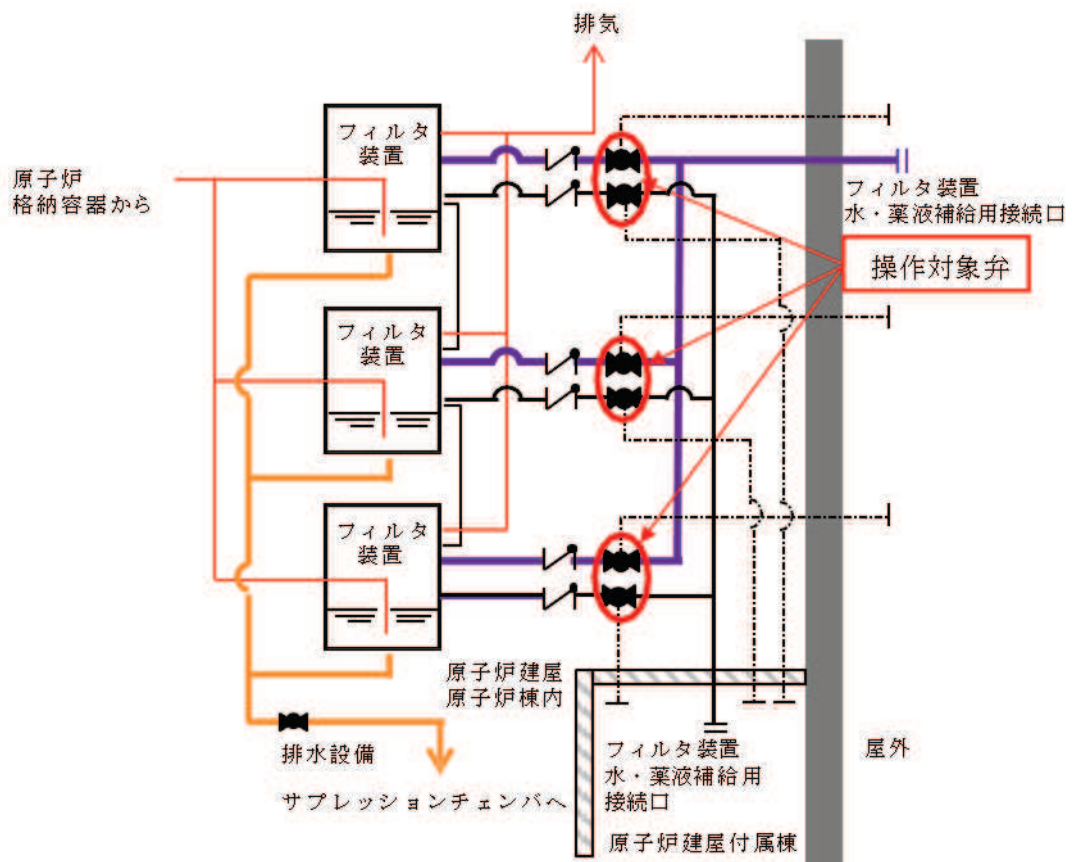 排気
フィルタ
装置
原子炉
格納容器から
フィルタ装置
水・薬液補給用接続口
操作対象弁
フィルタ
装置
フィルタ
装置
原子炉建屋
原子炉棟内
排水設備
フィルタ装置
水・薬液補給用
接続口
屋外
サプレッションチェンバへ
原子炉建屋付属棟